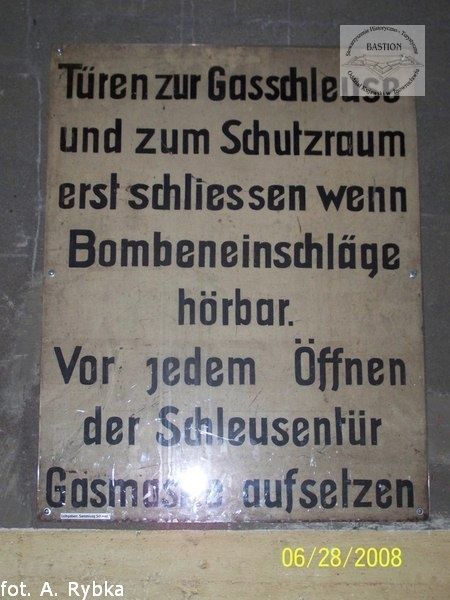 BASTION
Türen zur Gasschleuse
und zum Schutzraum
erst schliessen wenn
Bombeneinschläge
hörbar.
Vor jedem Öffnen
der Schleusentür
Gasmaske aufsetzen
06/28/2008
fot. A. Rybka